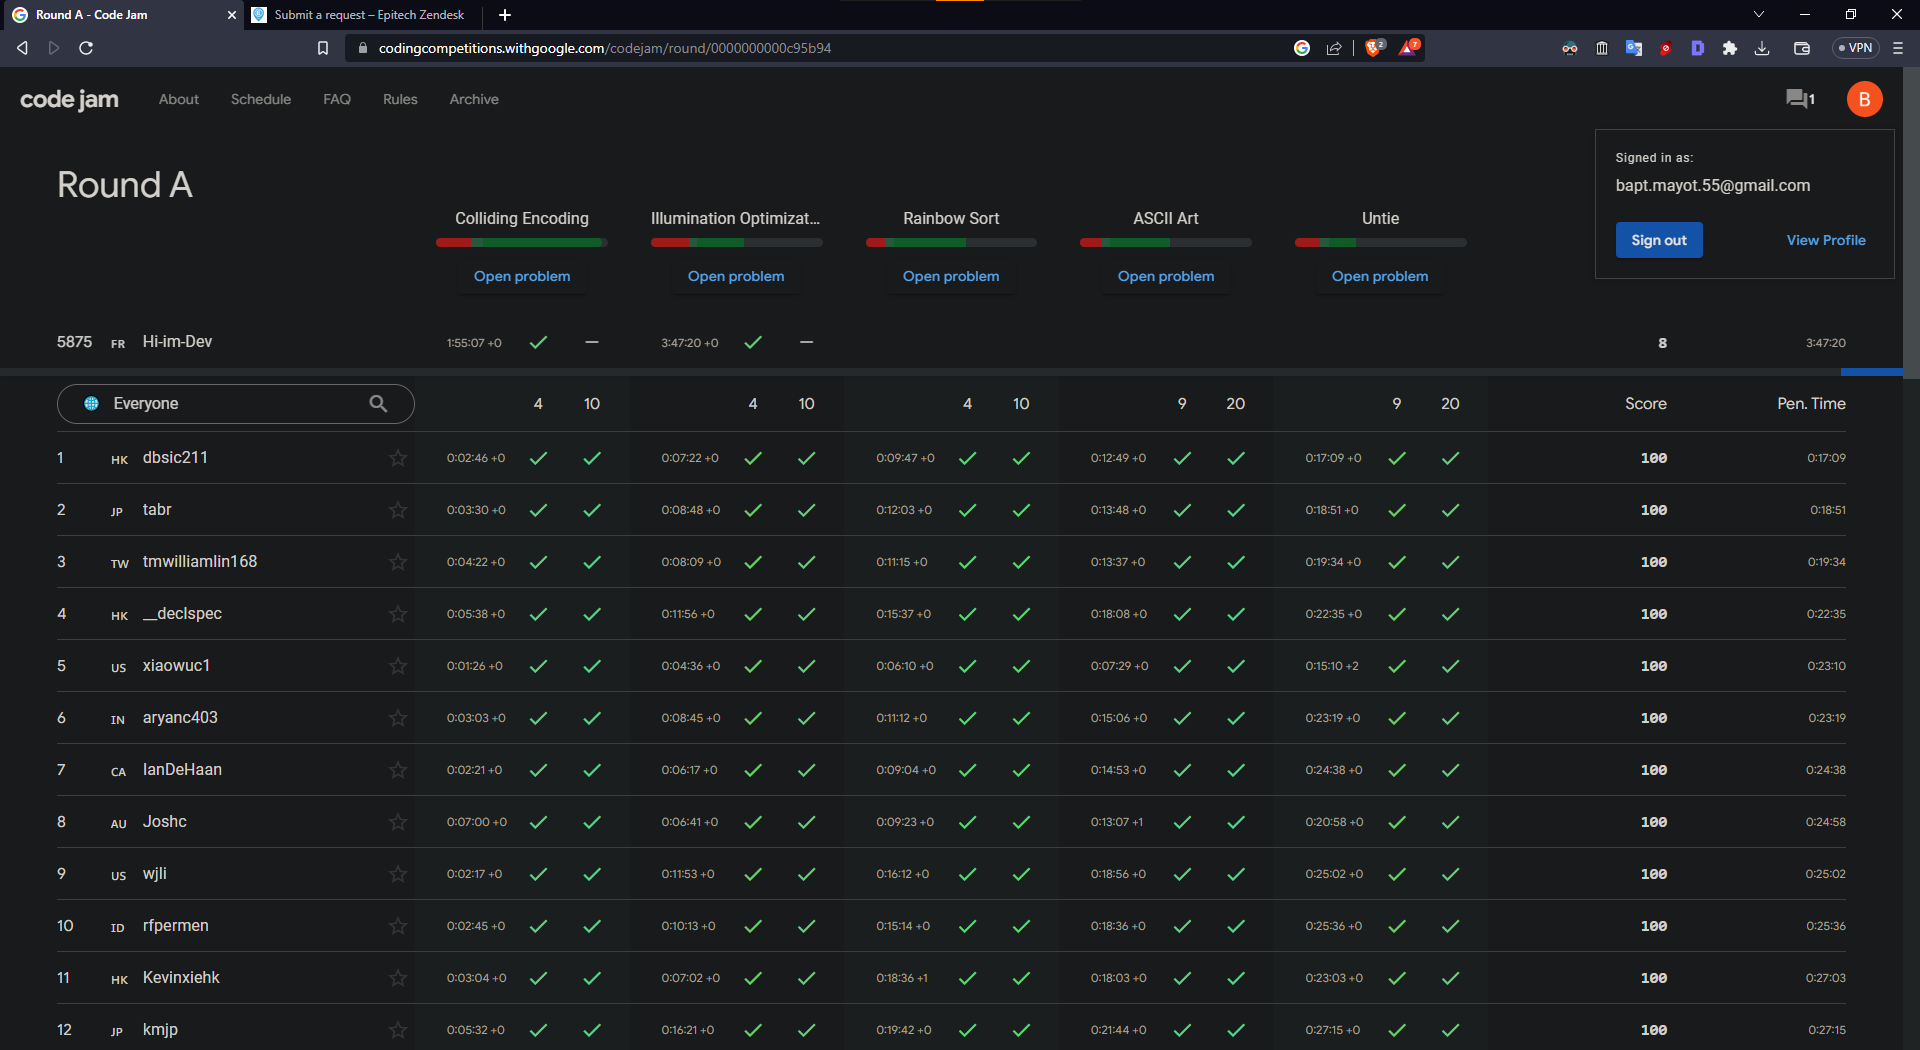 Round A - Code Jam
Submit a request – Epitech Zendesk
codingcompetitions.withgoogle.com/codejam/round/0000000000c95b94
2
7
VPN
code jam About Schedule FAQ Rules Archive
1
B
Signed in as:
bapt.mayot.55@gmail.com
Sign out View Profile
Round A
Colliding Encoding Illumination Optimizat... Rainbow Sort ASCII Art Untie
Open problem Open problem Open problem Open problem Open problem
5875 FR Hi-im-Dev 1:55:07 +0 3:47:20 +0 8 3:47:20
Everyone 4 10 4 10 4 10 9 20 9 20 Score Pen. Time
1 HK dbsic211 0:02:46 +0 0:07:22 +0 0:09:47 +0 0:12:49 +0 0:17:09 +0 100 0:17:09
2 JP tabr 0:03:30 +0 0:08:48 +0 0:12:03 +0 0:13:48 +0 0:18:51 +0 100 0:18:51
3 TW tmwilliamlin168 0:04:22 +0 0:08:09 +0 0:11:15 +0 0:13:37 +0 0:19:34 +0 100 0:19:34
4 HK __declspec 0:05:38 +0 0:11:56 +0 0:15:37 +0 0:18:08 +0 0:22:35 +0 100 0:22:35
5 US xiaowuc1 0:01:26 +0 0:04:36 +0 0:06:10 +0 0:07:29 +0 0:15:10 +2 100 0:23:10
6 IN aryanc403 0:03:03 +0 0:08:45 +0 0:11:12 +0 0:15:06 +0 0:23:19 +0 100 0:23:19
7 CA IanDeHaan 0:02:21 +0 0:06:17 +0 0:09:04 +0 0:14:53 +0 0:24:38 +0 100 0:24:38
8 AU Joshc 0:07:00 +0 0:06:41 +0 0:09:23 +0 0:13:07 +1 0:20:58 +0 100 0:24:58
9 US wjli 0:02:17 +0 0:11:53 +0 0:16:12 +0 0:18:56 +0 0:25:02 +0 100 0:25:02
10 ID rfpermen 0:02:45 +0 0:10:13 +0 0:15:14 +0 0:18:36 +0 0:25:36 +0 100 0:25:36
11 HK Kevinxiehk 0:03:04 +0 0:07:02 +0 0:18:36 +1 0:18:03 +0 0:23:03 +0 100 0:27:03
12 JP kmjp 0:05:32 +0 0:16:21 +0 0:19:42 +0 0:21:44 +0 0:27:15 +0 100 0:27:15